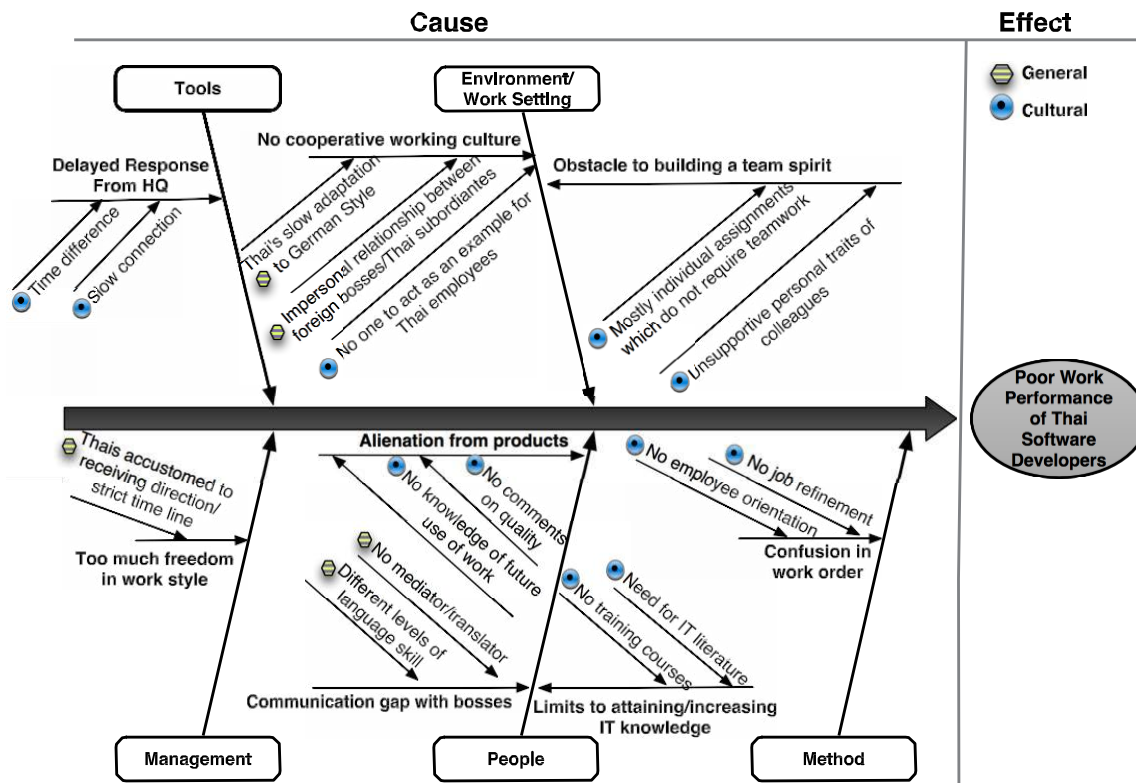 Cause
Effect
Tools
Environment/
Work Setting
General
Cultural
No cooperative working culture
Delayed Response
From HQ
Obstacle to building a team spirit
Time difference
Slow connection
Thai's slow adaptation
to German Style
Impersonal relationship between
foreign bosses/Thai subordiantes
No one to act as an example for
Thai employees
Mostly individual assignments
which do not require teamwork
Unsupportive personal traits of
colleagues
Poor Work
Performance
of Thai
Software
Developers
Thais accustomed to
receiving direction/
strict time line
Too much freedom
in work style
Alienation from products
No knowledge of future
use of work
No comments
on quality
No employee orientation
No job refinement
Confusion in
work order
No mediator/translator
Different levels of
language skill
Communication gap with bosses
No training courses
Need for IT literature
Limits to attaining/increasing
IT knowledge
Management
People
Method